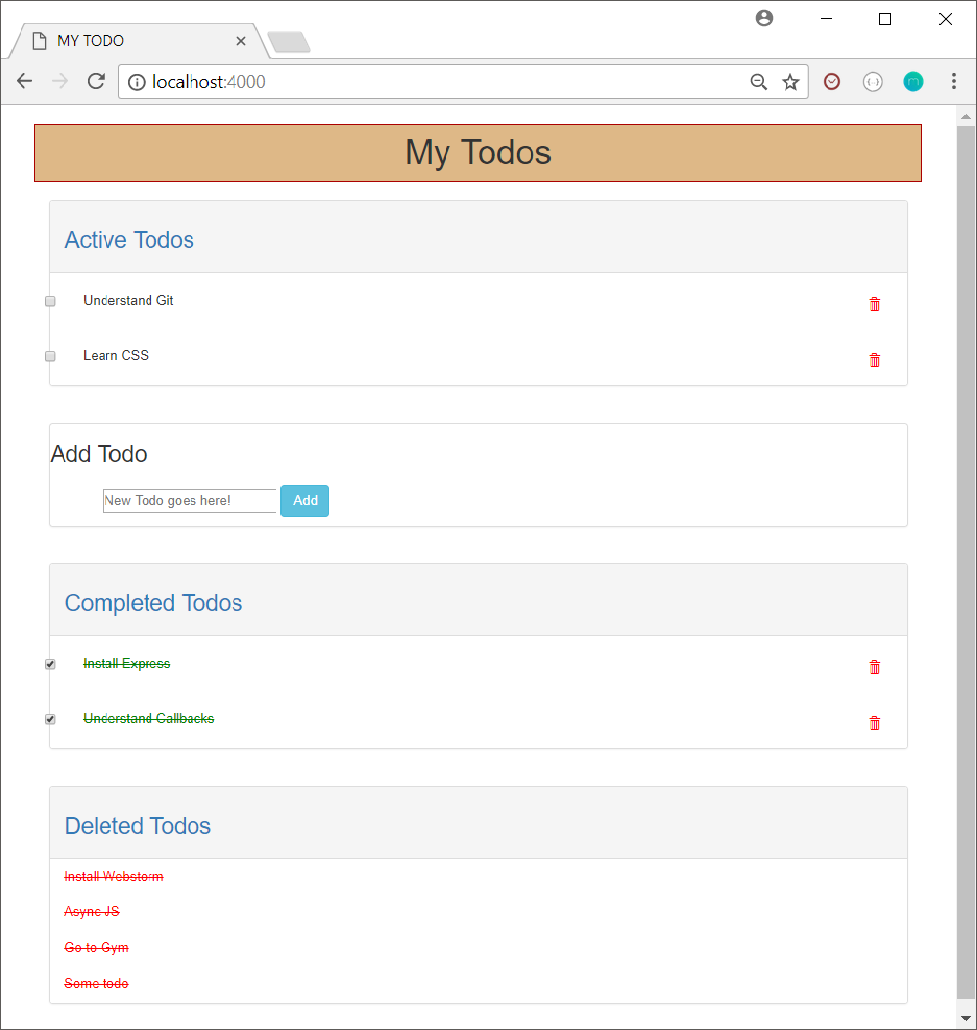 MY TODO
localhost:4000
My Todos
Active Todos
Understand Git
Learn CSS
Add Todo
New Todo goes here! Add
Completed Todos
Install Express
Understand Callbacks
Deleted Todos
Install Webstorm
Async JS
Go to Gym
Some todo